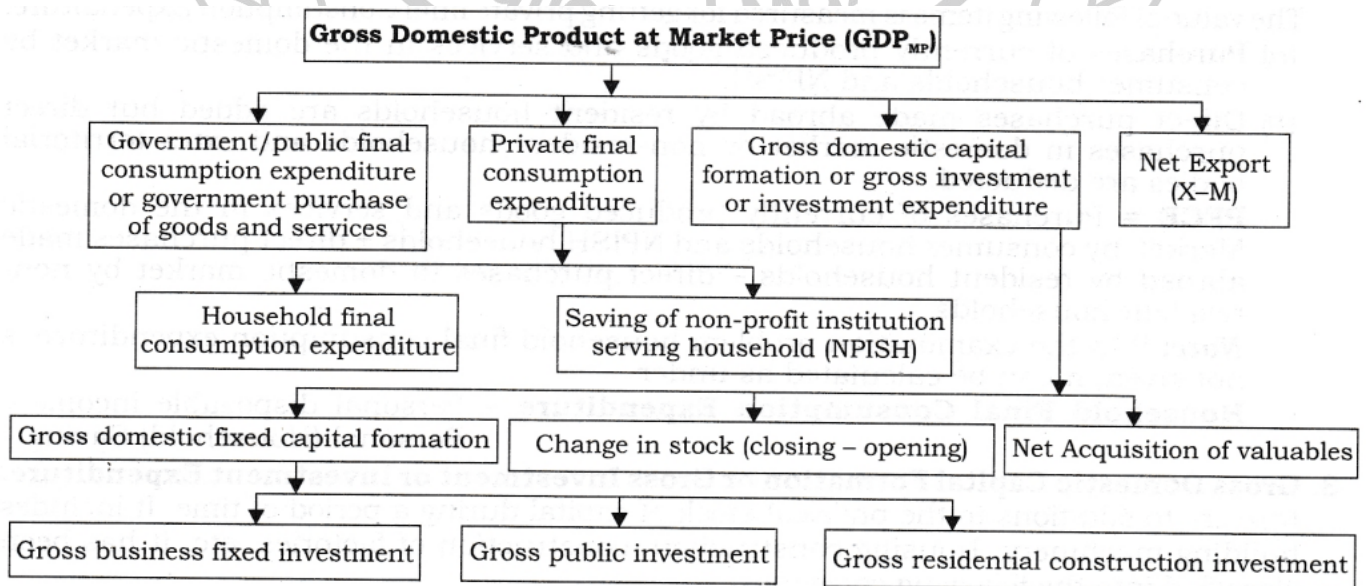 Gross Domestic Product at Market Price (GDPMP)
Government/public final
consumption expenditure
or government purchase
of goods and services
Private final
consumption
expenditure
Gross domestic capital
formation or gross investment
or investment expenditure
Net Export
(X–M)
Household final
consumption expenditure
Saving of non-profit institution
serving household (NPISH)
Gross domestic fixed capital formation
Change in stock (closing – opening)
Net Acquisition of valuables
Gross business fixed investment
Gross public investment
Gross residential construction investment